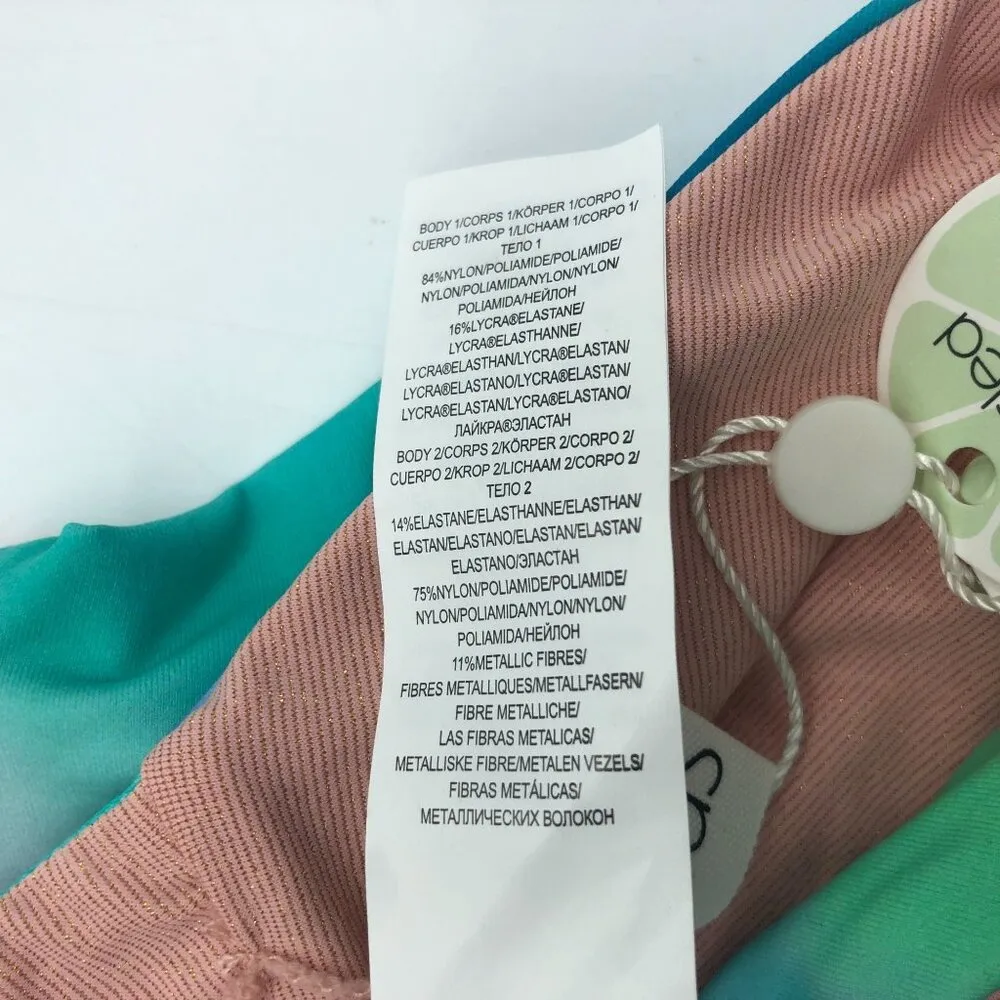 BODY 1/CORPS 1/KÖRPER 1/CORPO 1/
CUERPO 1/KROP 1/LICHAAM 1/CORPO 1/
ТЕЛО 1
84%NYLON/POLIAMIDE/POLIAMIDE/
NYLON/POLIAMIDA/NYLON/NYLON/
POLIAMIDA/НЕЙЛОН
16%LYCRA®ELASTANE/
LYCRA®ELASTHANNE/
LYCRA®ELASTHAN/LYCRA®ELASTAN/
LYCRA®ELASTANO/LYCRA®ELASTAN/
LYCRA®ELASTAN/LYCRA®ELASTANO/
ЛАЙКРА®ЭЛАСТАН
BODY 2/CORPS 2/KÖRPER 2/CORPO 2/
CUERPO 2/KROP 2/LICHAAM 2/CORPO 2/
ТЕЛО 2
14%ELASTANE/ELASTHANNE/ELASTHAN/
ELASTAN/ELASTANO/ELASTAN/ELASTAN/
ELASTANO/ЭЛАСТАН
75%NYLON/POLIAMIDE/POLIAMIDE/
NYLON/POLIAMIDA/NYLON/NYLON/
POLIAMIDA/НЕЙЛОН
11%METALLIC FIBRES/
FIBRES METALLIQUES/METALLFASERN/
FIBRE METALLICHE/
LAS FIBRAS METALICAS/
METALLISKE FIBRE/METALEN VEZELS/
FIBRAS METÁLICAS/
МЕТАЛЛИЧЕСКИХ ВОЛОКОН